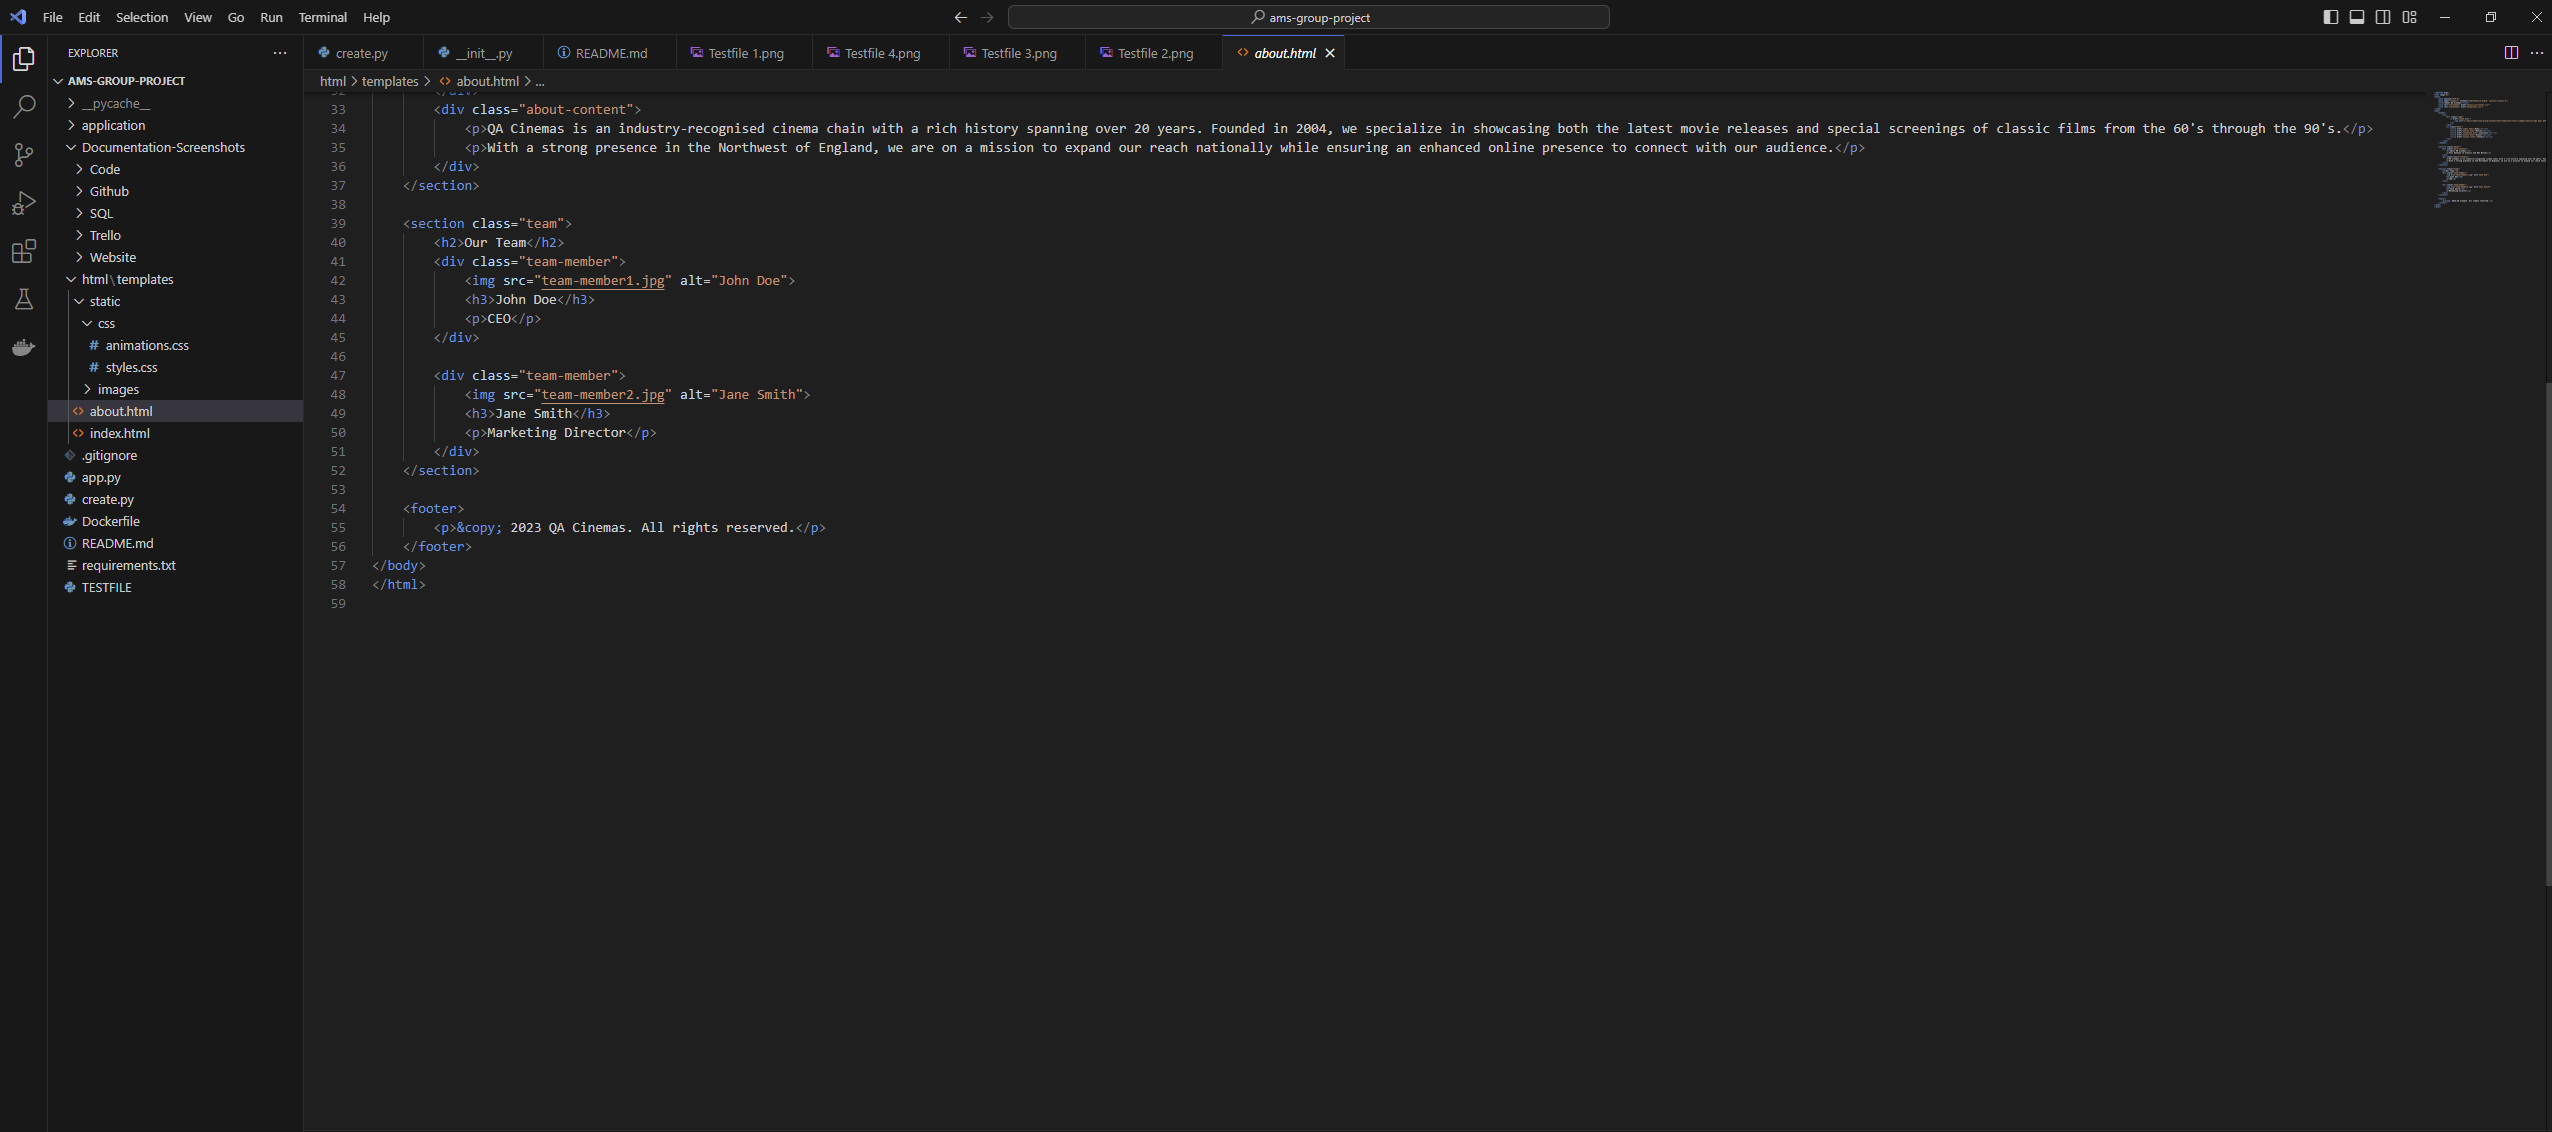 File Edit Selection View Go Run Terminal Help
ams-group-project
EXPLORER
AMS-GROUP-PROJECT
__pycache__
application
Documentation-Screenshots
Code
Github
SQL
Trello
Website
html\templates
static
css
# animations.css
# styles.css
images
<> about.html
<> index.html
.gitignore
app.py
create.py
Dockerfile
README.md
requirements.txt
TESTFILE
create.py __init__.py README.md Testfile 1.png Testfile 4.png Testfile 3.png Testfile 2.png <> about.html
html > templates > <> about.html > ...
32 </div>
33 <div class="about-content">
34 <p>QA Cinemas is an industry-recognised cinema chain with a rich history spanning over 20 years. Founded in 2004, we specialize in showcasing both the latest movie releases and special screenings of classic films from the 60's through the 90's.</p>
35 <p>With a strong presence in the Northwest of England, we are on a mission to expand our reach nationally while ensuring an enhanced online presence to connect with our audience.</p>
36 </div>
37 </section>
38
39 <section class="team">
40 <h2>Our Team</h2>
41 <div class="team-member">
42 <img src="team-member1.jpg" alt="John Doe">
43 <h3>John Doe</h3>
44 <p>CEO</p>
45 </div>
46
47 <div class="team-member">
48 <img src="team-member2.jpg" alt="Jane Smith">
49 <h3>Jane Smith</h3>
50 <p>Marketing Director</p>
51 </div>
52 </section>
53
54 <footer>
55 <p>&copy; 2023 QA Cinemas. All rights reserved.</p>
56 </footer>
57 </body>
58 </html>
59